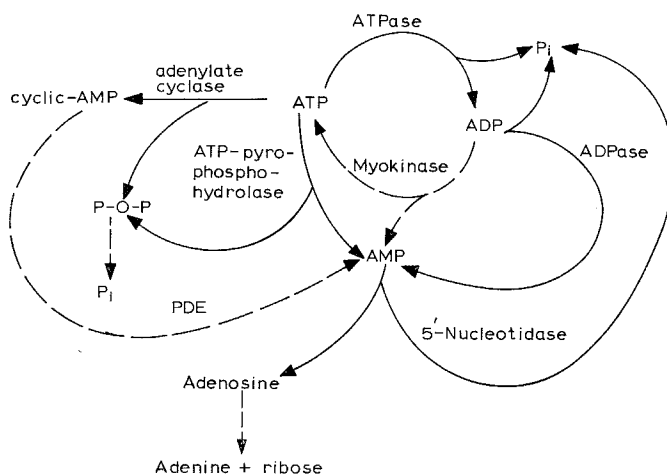 ATPase
Pi
adenylate
cyclase
cyclic-AMP
ATP
ADP
ATP-pyro-
phospho-
hydrolase
Myokinase
ADPase
P-O-P
AMP
Pi
PDE
5'-Nucleotidase
Adenosine
Adenine + ribose